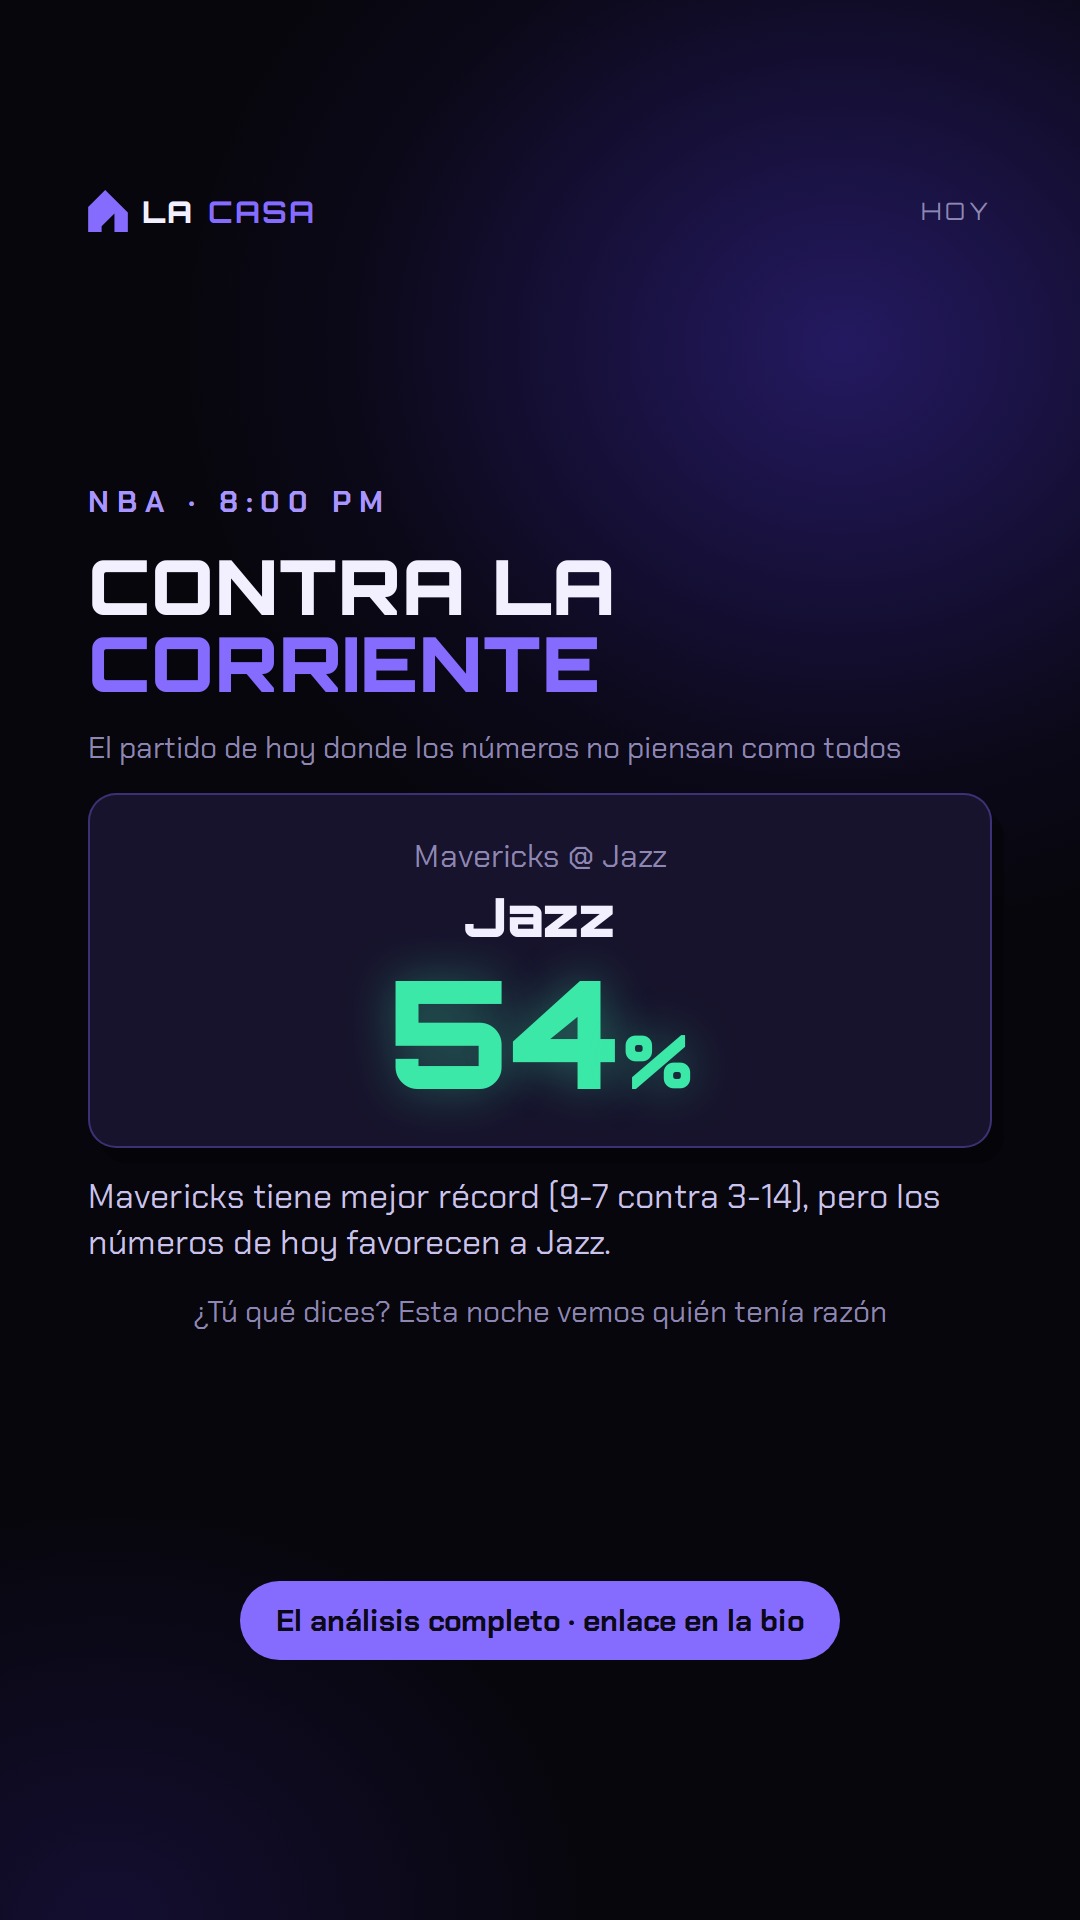 LA CASA
HOY
NBA · 8:00 PM
CONTRA LA
CORRIENTE
El partido de hoy donde los números no piensan como todos
Mavericks @ Jazz
Jazz
54%
Mavericks tiene mejor récord (9-7 contra 3-14), pero los
números de hoy favorecen a Jazz.
¿Tú qué dices? Esta noche vemos quién tenía razón
El análisis completo · enlace en la bio